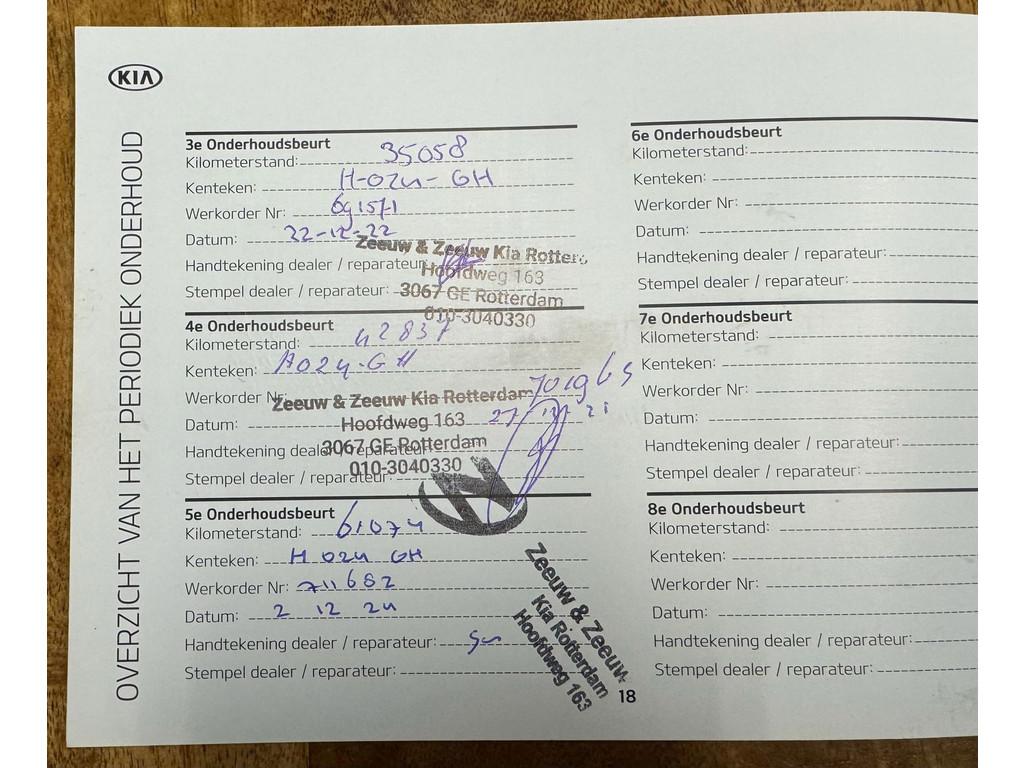 KIA
OVERZICHT VAN HET PERIODIEK ONDERHOUD
3e Onderhoudsbeurt
Kilometerstand: 35058
Kenteken: H-024-GH
Werkorder Nr:
Datum: 22-12-22
Handtekening dealer / reparateur:
Stempel dealer / reparateur:
Zeeuw & Zeeuw Kia Rotterd
Hoofdweg 163
3067 GE Rotterdam
010-3040330
4e Onderhoudsbeurt
Kilometerstand: 42837
Kenteken: H024-GH
Werkorder Nr: 701965
Datum: 27-12-23
Handtekening dealer / reparateur:
Stempel dealer / reparateur:
Zeeuw & Zeeuw Kia Rotterdam
Hoofdweg 163
3067 GE Rotterdam
010-3040330
5e Onderhoudsbeurt
Kilometerstand: 61074
Kenteken: H 024 GH
Werkorder Nr: 711682
Datum: 2 12 24
Handtekening dealer / reparateur:
Stempel dealer / reparateur:
Zeeuw & Zeeuw
Kia Rotterdam
Hoofdweg 163
6e Onderhoudsbeurt
Kilometerstand:
Kenteken:
Werkorder Nr:
Datum:
Handtekening dealer / reparateur:
Stempel dealer / reparateur:
7e Onderhoudsbeurt
Kilometerstand:
Kenteken:
Werkorder Nr:
Datum:
Handtekening dealer / reparateur:
Stempel dealer / reparateur:
8e Onderhoudsbeurt
Kilometerstand:
Kenteken:
Werkorder Nr:
Datum:
Handtekening dealer / reparateur:
Stempel dealer / reparateur:
18